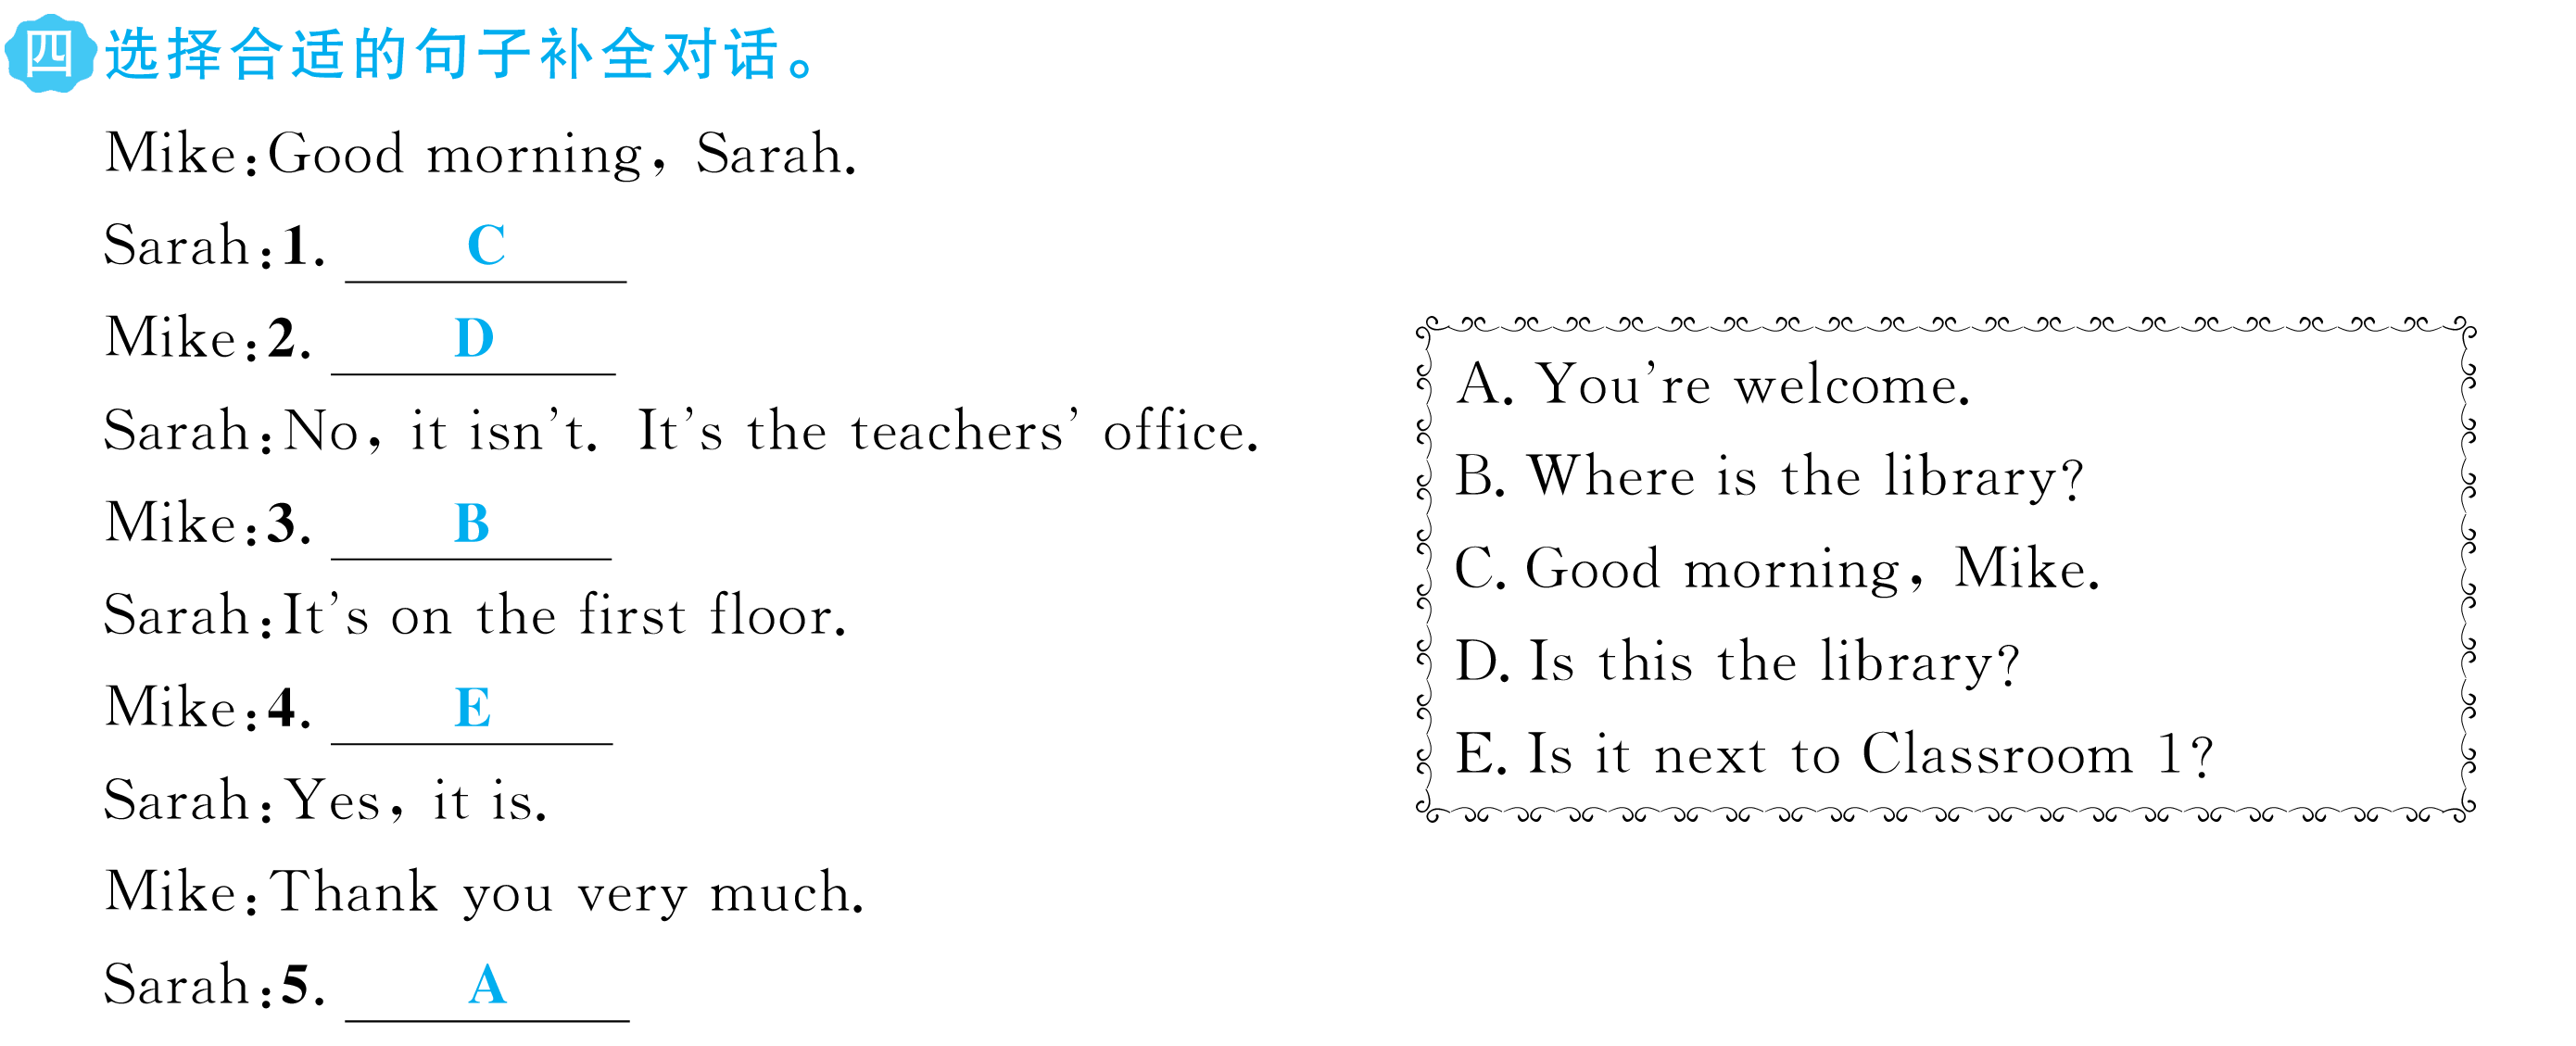 四 选择合适的句子补全对话。
Mike:Good morning, Sarah.
Sarah:1. C
Mike:2. D
Sarah:No, it isn't. It's the teachers' office.
Mike:3. B
Sarah:It's on the first floor.
Mike:4. E
Sarah:Yes, it is.
Mike:Thank you very much.
Sarah:5. A
A. You're welcome.
B. Where is the library?
C. Good morning, Mike.
D. Is this the library?
E. Is it next to Classroom 1?